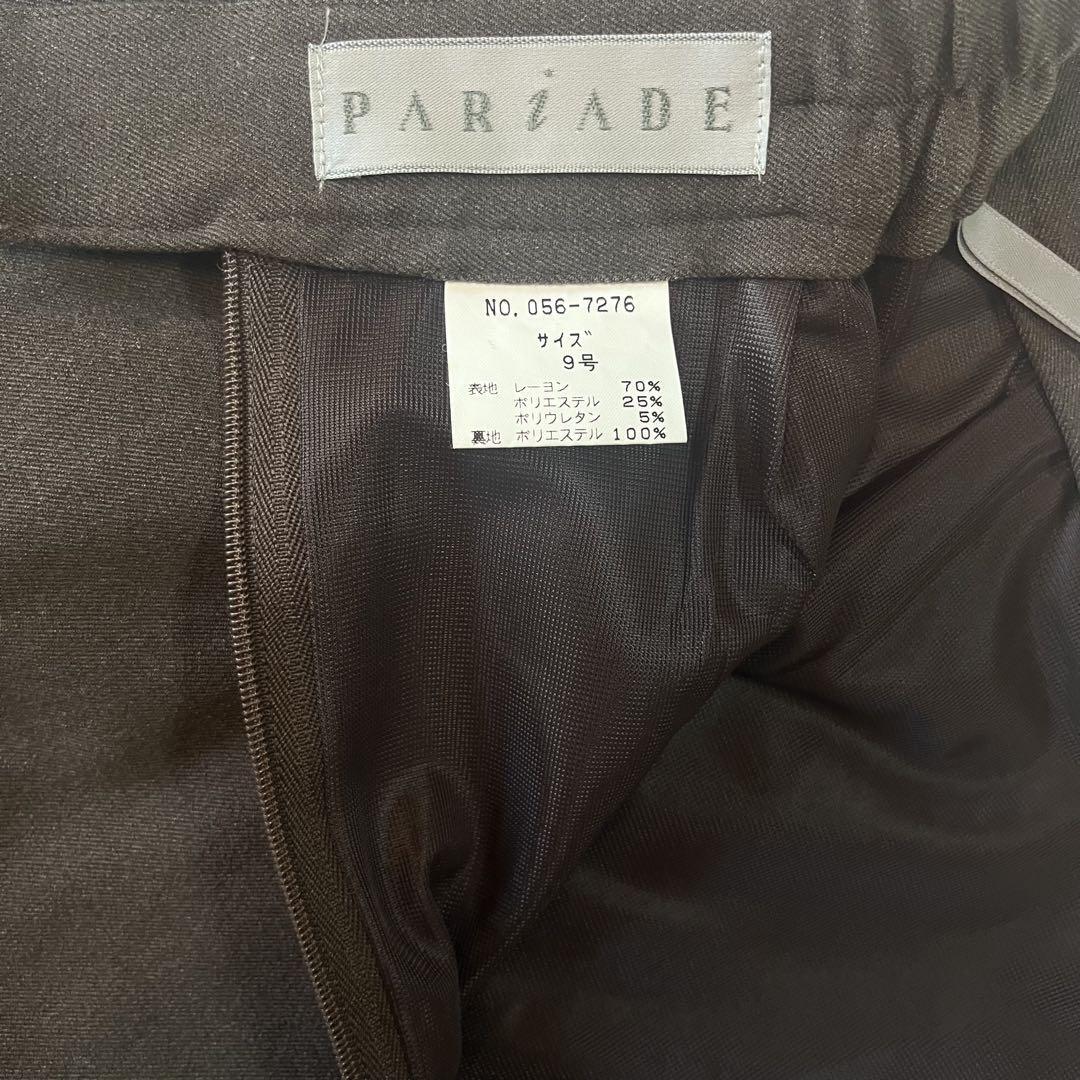 PARiADE
NO.056-7276
サイズ
9号
表地 レーヨン 70%
ポリエステル 25%
ポリウレタン 5%
裏地 ポリエステル 100%